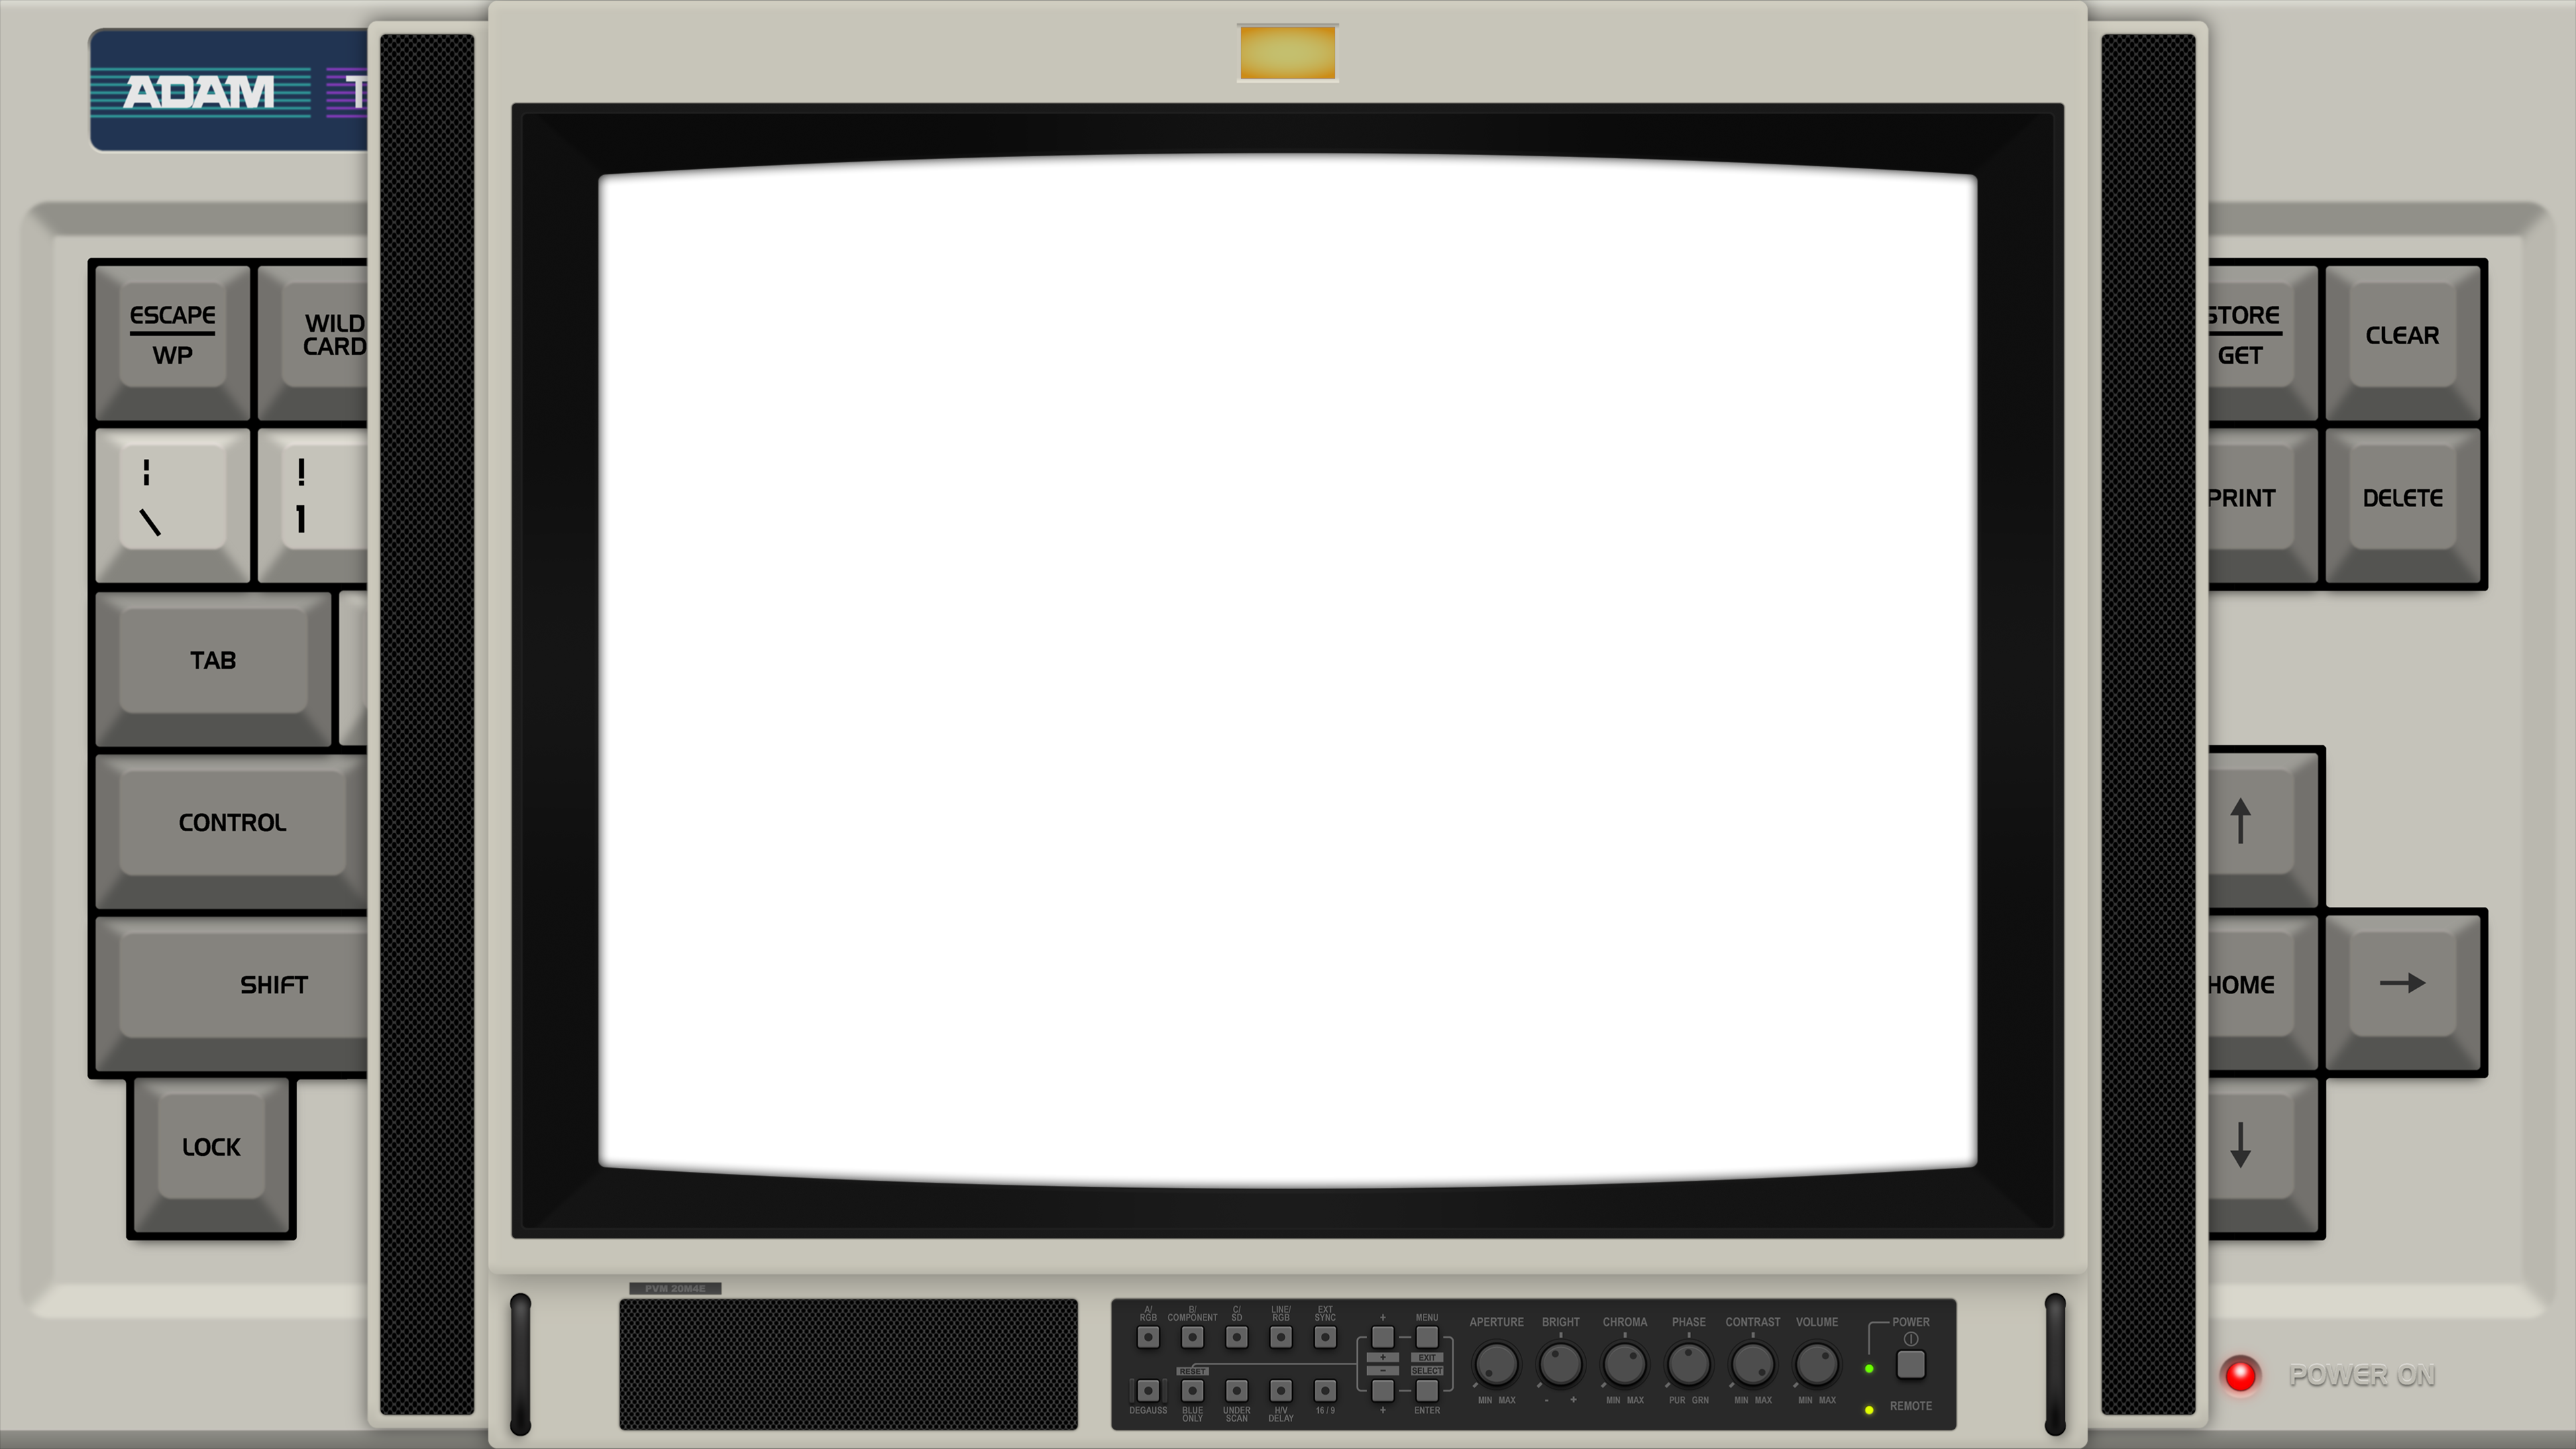 ADAM
ESCAPE
WP
WILD
CARD
¦
\
!
1
TAB
CONTROL
SHIFT
LOCK
STORE
GET
CLEAR
PRINT
DELETE
↑
HOME
→
↓
PVM 20M4E
A/
RGB
B/
COMPONENT
C/
SD
LINE/
RGB
EXT
SYNC
+
MENU
+
EXIT
RESET
-
SELECT
DEGAUSS
BLUE
ONLY
UNDER
SCAN
H/V
DELAY
16 / 9
+
ENTER
APERTURE
BRIGHT
CHROMA
PHASE
CONTRAST
VOLUME
MIN MAX
- +
MIN MAX
PUR GRN
MIN MAX
MIN MAX
POWER
REMOTE
POWER ON